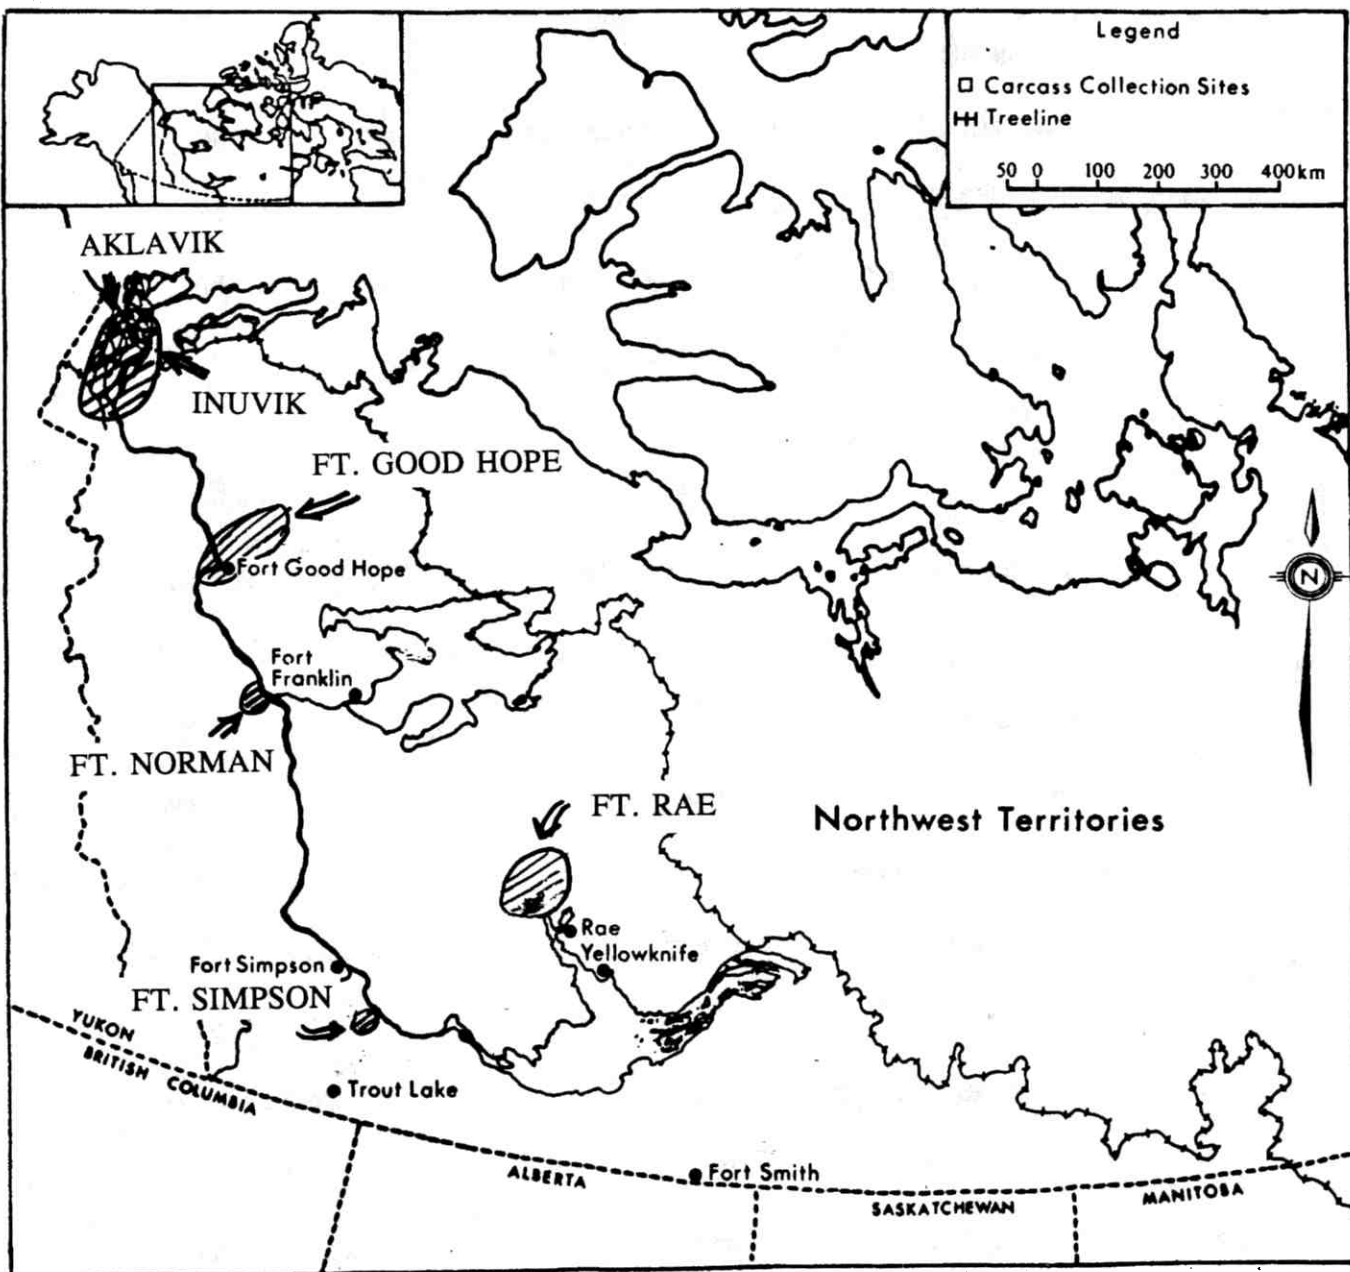 Legend
Carcass Collection Sites
Treeline
50 0 100 200 300 400km
AKLAVIK
INUVIK
FT. GOOD HOPE
Fort Good Hope
N
Fort
Franklin
FT. NORMAN
FT. RAE
Northwest Territories
Rae
Yellowknife
Fort Simpson
FT. SIMPSON
YUKON
BRITISH COLUMBIA
Trout Lake
ALBERTA
Fort Smith
SASKATCHEWAN
MANITOBA